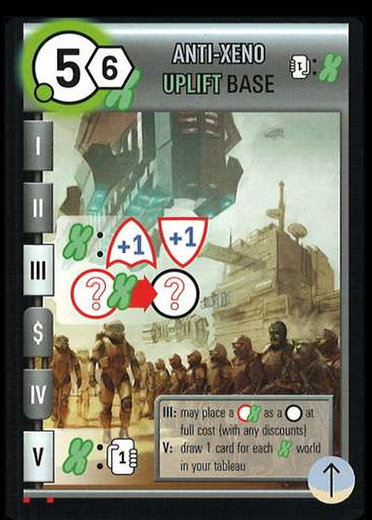 5 6
ANTI-XENO
UPLIFT BASE
1 :
I
II
: +1 +1
III
? ?
$
IV
V
: 1
III: may place a as a at
full cost (with any discounts)
V: draw 1 card for each world
in your tableau